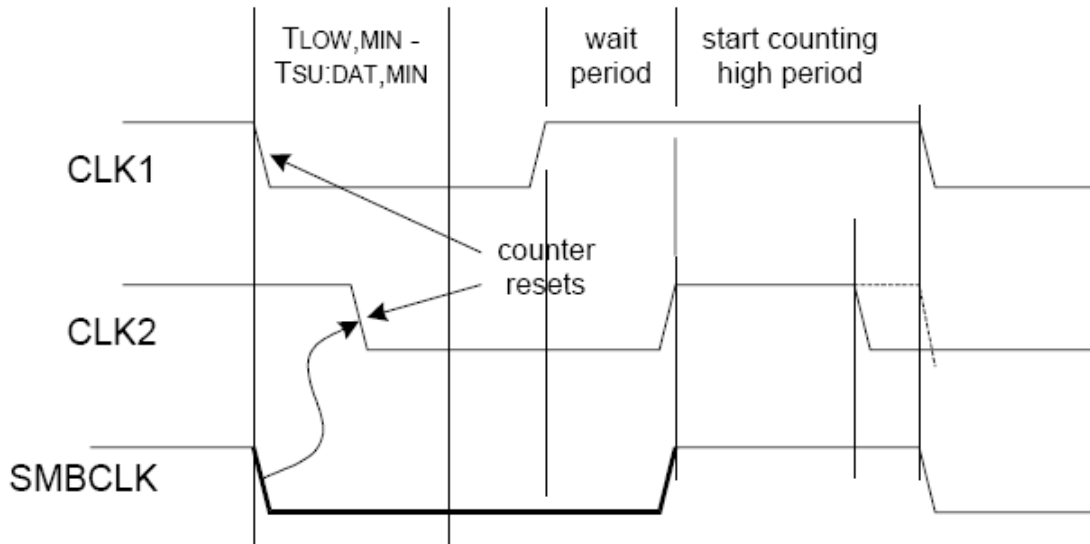 TLOW,MIN -
TSU:DAT,MIN
wait
period
start counting
high period
CLK1
counter
resets
CLK2
SMBCLK